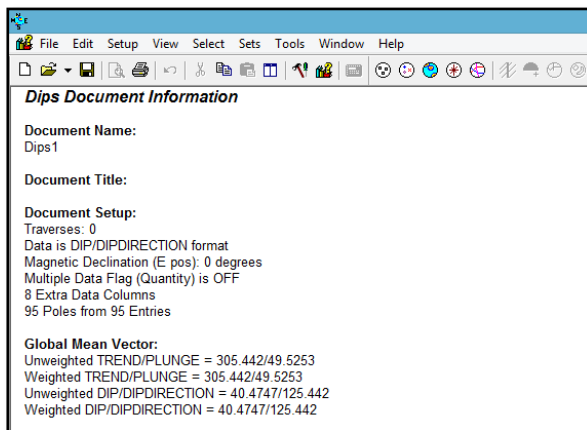 File Edit Setup View Select Sets Tools Window Help
Dips Document Information
Document Name:
Dips1
Document Title:
Document Setup:
Traverses: 0
Data is DIP/DIPDIRECTION format
Magnetic Declination (E pos): 0 degrees
Multiple Data Flag (Quantity) is OFF
8 Extra Data Columns
95 Poles from 95 Entries
Global Mean Vector:
Unweighted TREND/PLUNGE = 305.442/49.5253
Weighted TREND/PLUNGE = 305.442/49.5253
Unweighted DIP/DIPDIRECTION = 40.4747/125.442
Weighted DIP/DIPDIRECTION = 40.4747/125.442